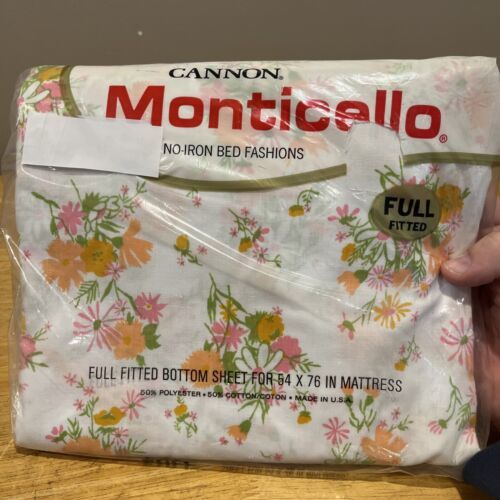 CANNON®
Monticello®
NO-IRON BED FASHIONS
FULL
FITTED
FULL FITTED BOTTOM SHEET FOR 54 X 76 IN MATTRESS
50% POLYESTER • 50% COTTON/COTON • MADE IN U.S.A.